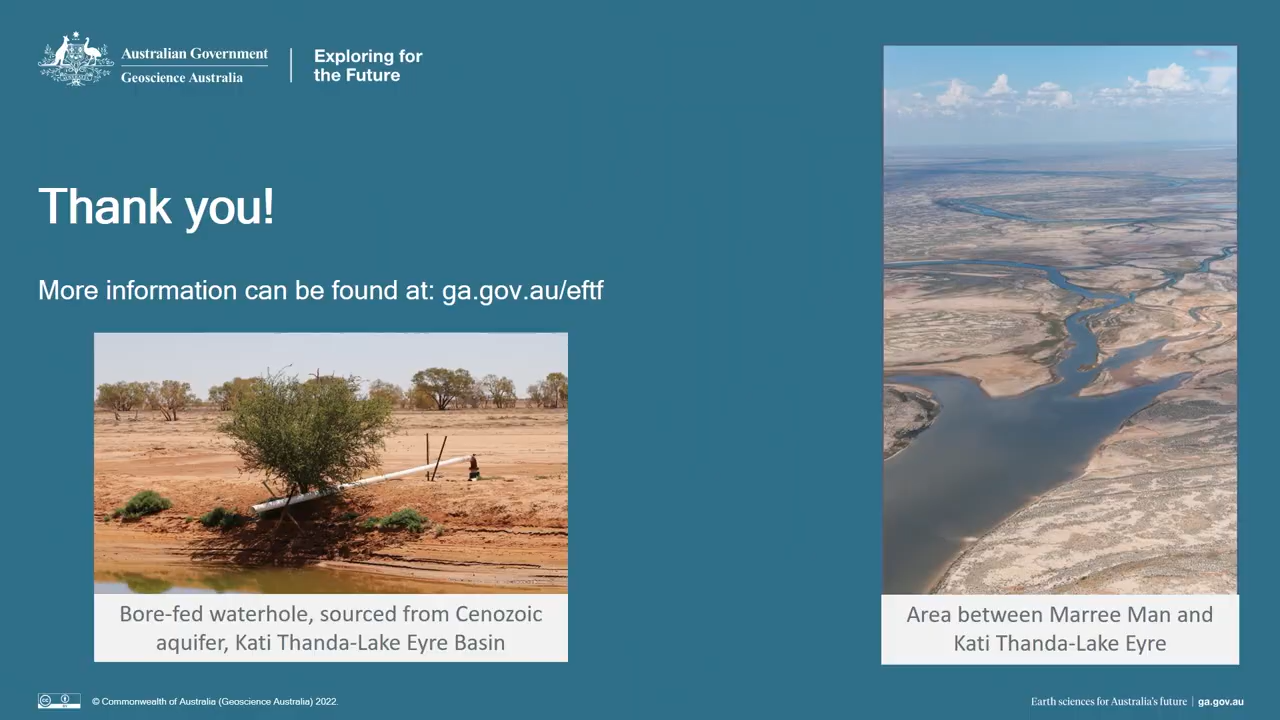 Australian Government
Geoscience Australia
Exploring for
the Future
Thank you!
More information can be found at: ga.gov.au/eftf
Bore-fed waterhole, sourced from Cenozoic
aquifer, Kati Thanda-Lake Eyre Basin
Area between Marree Man and
Kati Thanda-Lake Eyre
cc
BY
© Commonwealth of Australia (Geoscience Australia) 2022.
Earth sciences for Australia's future | ga.gov.au